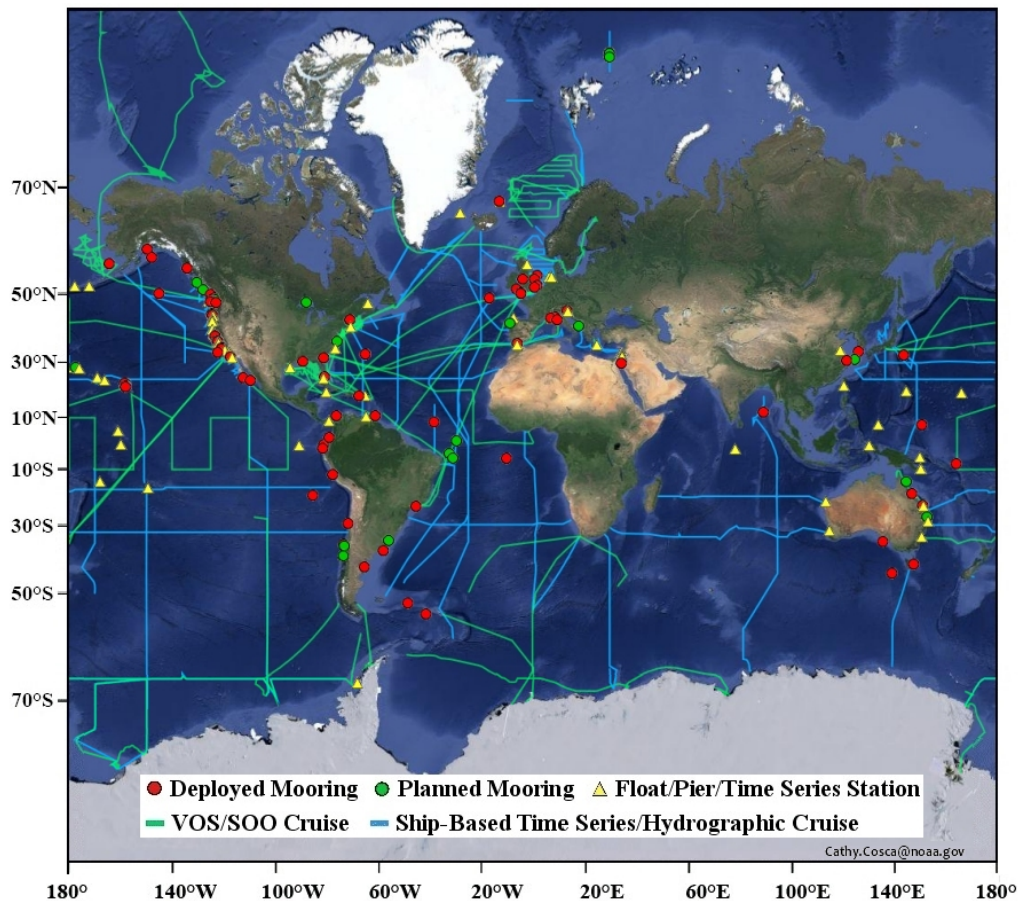 70°N
50°N
30°N
10°N
10°S
30°S
50°S
70°S
Deployed Mooring Planned Mooring Float/Pier/Time Series Station
VOS/SOO Cruise Ship-Based Time Series/Hydrographic Cruise
Cathy.Cosca@noaa.gov
180° 140°W 100°W 60°W 20°W 20°E 60°E 100°E 140°E 180°